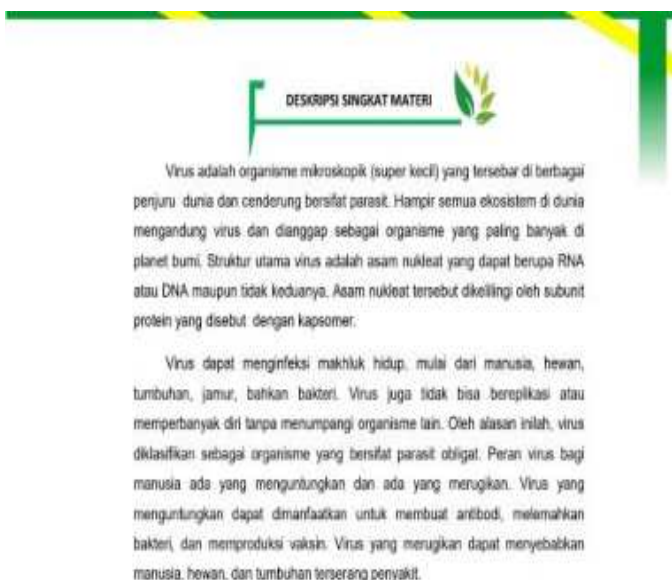 DESKRIPSI SINGKAT MATERI
Virus adalah organisme mikroskopik (super kecil) yang tersebar di berbagai
penjuru dunia dan cenderung bersifat parasit. Hampir semua ekosistem di dunia
mengandung virus dan dianggap sebagai organisme yang paling banyak di
planet bumi. Struktur utama virus adalah asam nukleat yang dapat berupa RNA
atau DNA maupun tidak keduanya. Asam nukleat tersebut dikelilingi oleh subunit
protein yang disebut dengan kapsomer.
Virus dapat menginfeksi makhluk hidup, mulai dari manusia, hewan,
tumbuhan, jamur, bahkan bakteri. Virus juga tidak bisa bereplikasi atau
memperbanyak diri tanpa menumpangi organisme lain. Oleh alasan inilah, virus
diklasifikan sebagai organisme yang bersifat parasit obligat. Peran virus bagi
manusia ada yang menguntungkan dan ada yang merugikan. Virus yang
menguntungkan dapat dimanfaatkan untuk membuat antibodi, melemahkan
bakteri, dan memproduksi vaksin. Virus yang merugikan dapat menyebabkan
manusia, hewan, dan tumbuhan terserang penyakit.